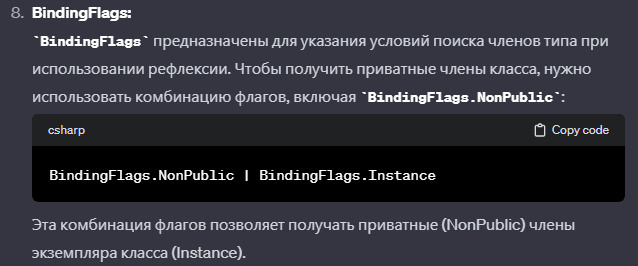 8. BindingFlags:
`BindingFlags` предназначены для указания условий поиска членов типа при
использовании рефлексии. Чтобы получить приватные члены класса, нужно
использовать комбинацию флагов, включая `BindingFlags.NonPublic`:
csharp Copy code
BindingFlags.NonPublic | BindingFlags.Instance
Эта комбинация флагов позволяет получать приватные (NonPublic) члены
экземпляра класса (Instance).